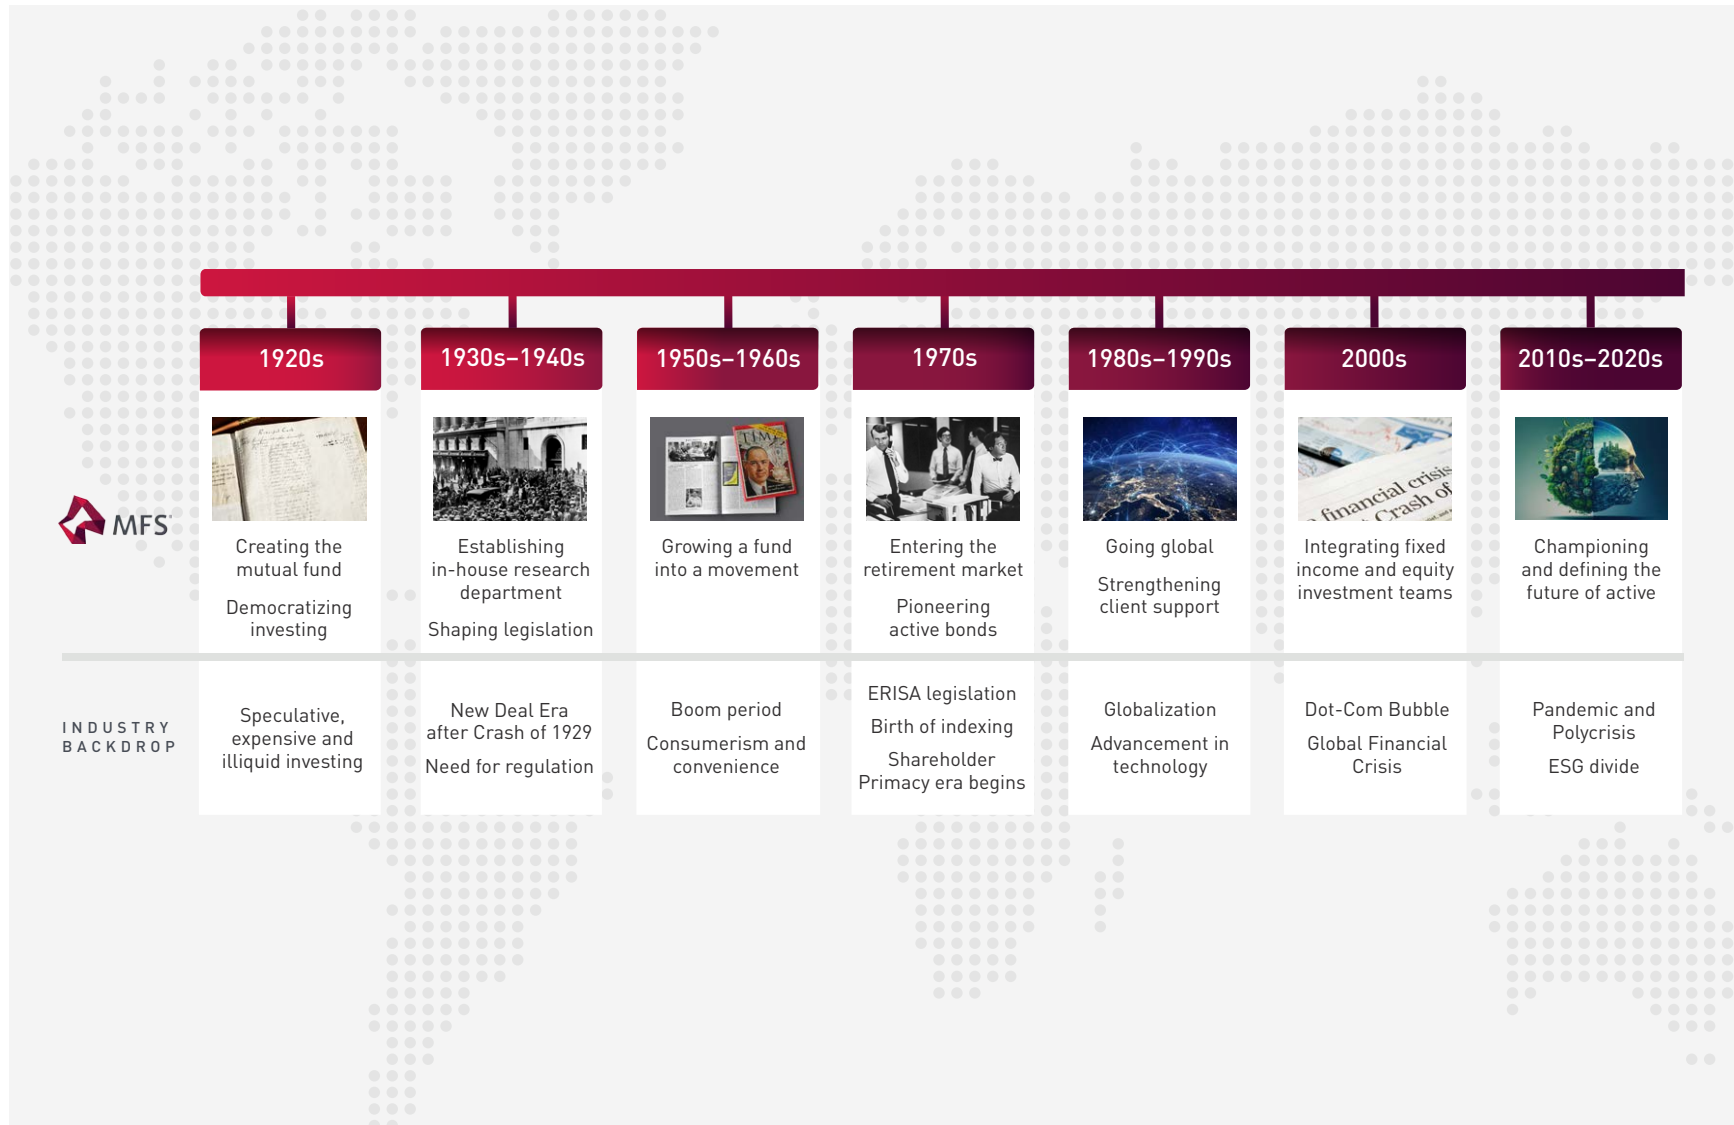 1920s
1930s–1940s
1950s–1960s
1970s
1980s–1990s
2000s
2010s–2020s
TIME
financial crisis
Crash of
MFS
Creating the
mutual fund
Democratizing
investing
Establishing
in-house research
department
Shaping legislation
Growing a fund
into a movement
Entering the
retirement market
Pioneering
active bonds
Going global
Strengthening
client support
Integrating fixed
income and equity
investment teams
Championing
and defining the
future of active
INDUSTRY
BACKDROP
Speculative,
expensive and
illiquid investing
New Deal Era
after Crash of 1929
Need for regulation
Boom period
Consumerism and
convenience
ERISA legislation
Birth of indexing
Shareholder
Primacy era begins
Globalization
Advancement in
technology
Dot-Com Bubble
Global Financial
Crisis
Pandemic and
Polycrisis
ESG divide